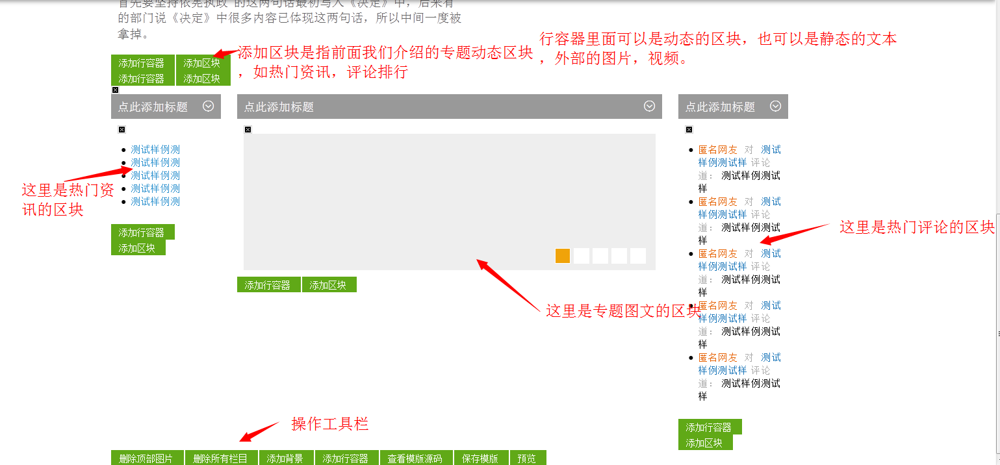 首先要坚持依宪执政"的这两句话最初写入《决定》中，后来有
的部门说《决定》中很多内容已体现这两句话，所以中间一度被
拿掉。
行容器里面可以是动态的区块，也可以是静态的文本
，外部的图片，视频。
添加区块是指前面我们介绍的专题动态区块
，如热门资讯，评论排行
添加行容器 添加区块
添加行容器 添加区块
点此添加标题
测试样例测
测试样例测
测试样例测
测试样例测
测试样例测
这里是热门资
讯的区块
添加行容器
添加区块
点此添加标题
添加行容器 添加区块
这里是专题图文的区块
点此添加标题
匿名网友 对 测试
样例测试样 评论
道： 测试样例测试
样
匿名网友 对 测试
样例测试样 评论
道： 测试样例测试
样
匿名网友 对 测试
样例测试样 评论
道： 测试样例测试
样
匿名网友 对 测试
样例测试样 评论
道： 测试样例测试
样
匿名网友 对 测试
样例测试样 评论
道： 测试样例测试
样
这里是热门评论的区块
添加行容器
添加区块
操作工具栏
删除顶部图片 删除所有栏目 添加背景 添加行容器 查看模版源码 保存模版 预览